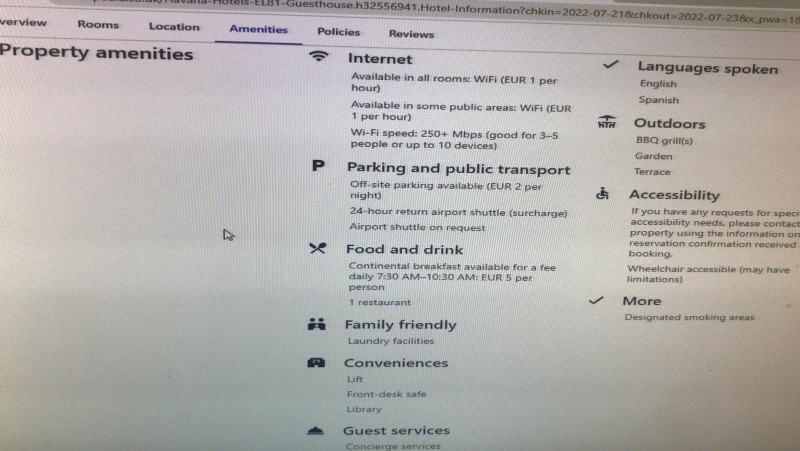 Havana-Hotels-EL81-Guesthouse.h32556941.Hotel-Information?chkin=2022-07-21&chkout=2022-07-23&x_pwa=1&
verview Rooms Location Amenities Policies Reviews
Property amenities
Internet
Available in all rooms: WiFi (EUR 1 per
hour)
Available in some public areas: WiFi (EUR
1 per hour)
Wi-Fi speed: 250+ Mbps (good for 3–5
people or up to 10 devices)
P Parking and public transport
Off-site parking available (EUR 2 per
night)
24-hour return airport shuttle (surcharge)
Airport shuttle on request
Food and drink
Continental breakfast available for a fee
daily 7:30 AM–10:30 AM: EUR 5 per
person
1 restaurant
Family friendly
Laundry facilities
Conveniences
Lift
Front-desk safe
Library
Guest services
Concierge services
Languages spoken
English
Spanish
Outdoors
BBQ grill(s)
Garden
Terrace
Accessibility
If you have any requests for speci
accessibility needs, please contact
property using the information on
reservation confirmation received
booking.
Wheelchair accessible (may have
limitations)
More
Designated smoking areas